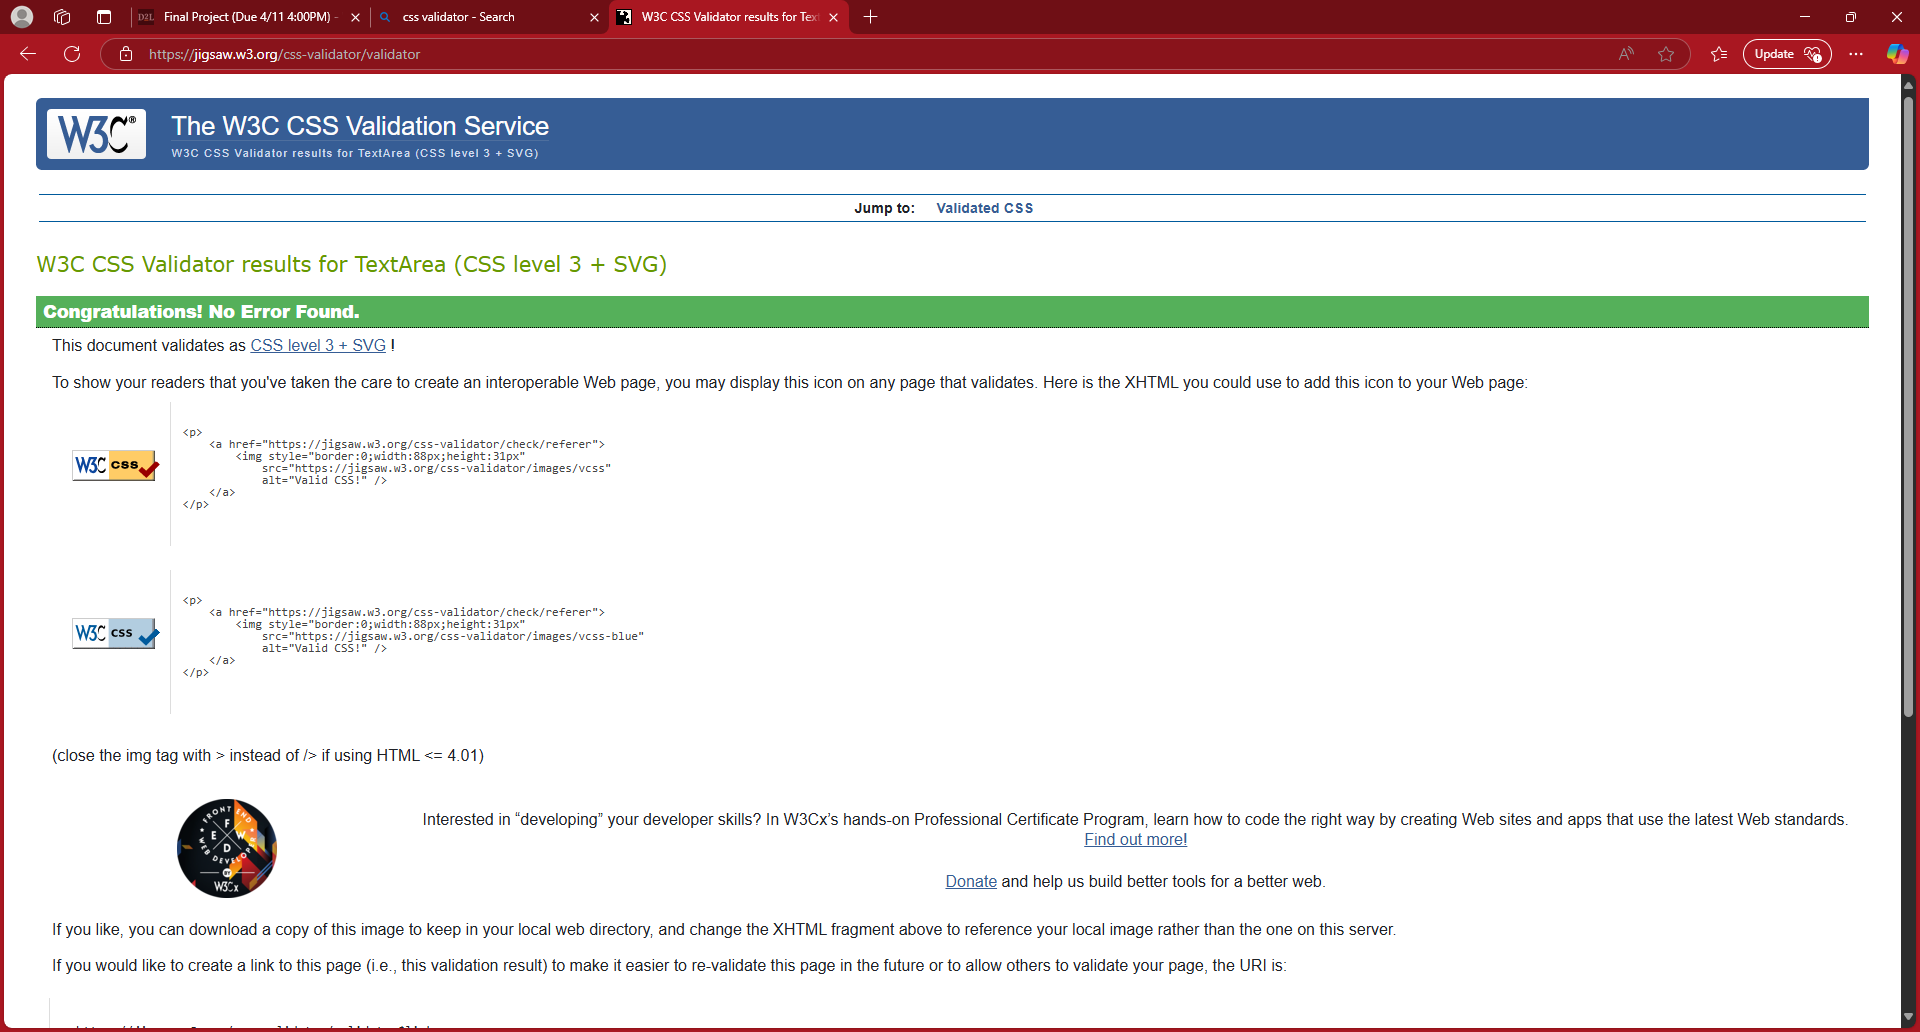 Final Project (Due 4/11 4:00PM) -
css validator - Search
W3C CSS Validator results for Tex
https://jigsaw.w3.org/css-validator/validator
Update
W3C®
The W3C CSS Validation Service
W3C CSS Validator results for TextArea (CSS level 3 + SVG)
Jump to: Validated CSS
W3C CSS Validator results for TextArea (CSS level 3 + SVG)
Congratulations! No Error Found.
This document validates as CSS level 3 + SVG !
To show your readers that you've taken the care to create an interoperable Web page, you may display this icon on any page that validates. Here is the XHTML you could use to add this icon to your Web page:
W3C css
<p>
<a href="https://jigsaw.w3.org/css-validator/check/referer">
<img style="border:0;width:88px;height:31px"
src="https://jigsaw.w3.org/css-validator/images/vcss"
alt="Valid CSS!" />
</a>
</p>
W3C css
<p>
<a href="https://jigsaw.w3.org/css-validator/check/referer">
<img style="border:0;width:88px;height:31px"
src="https://jigsaw.w3.org/css-validator/images/vcss-blue"
alt="Valid CSS!" />
</a>
</p>
(close the img tag with > instead of /> if using HTML <= 4.01)
FRONT END
F E W D
WEB DEVELOPER
W3Cx
Interested in “developing” your developer skills? In W3Cx’s hands-on Professional Certificate Program, learn how to code the right way by creating Web sites and apps that use the latest Web standards.
Find out more!
Donate and help us build better tools for a better web.
If you like, you can download a copy of this image to keep in your local web directory, and change the XHTML fragment above to reference your local image rather than the one on this server.
If you would like to create a link to this page (i.e., this validation result) to make it easier to re-validate this page in the future or to allow others to validate your page, the URI is: